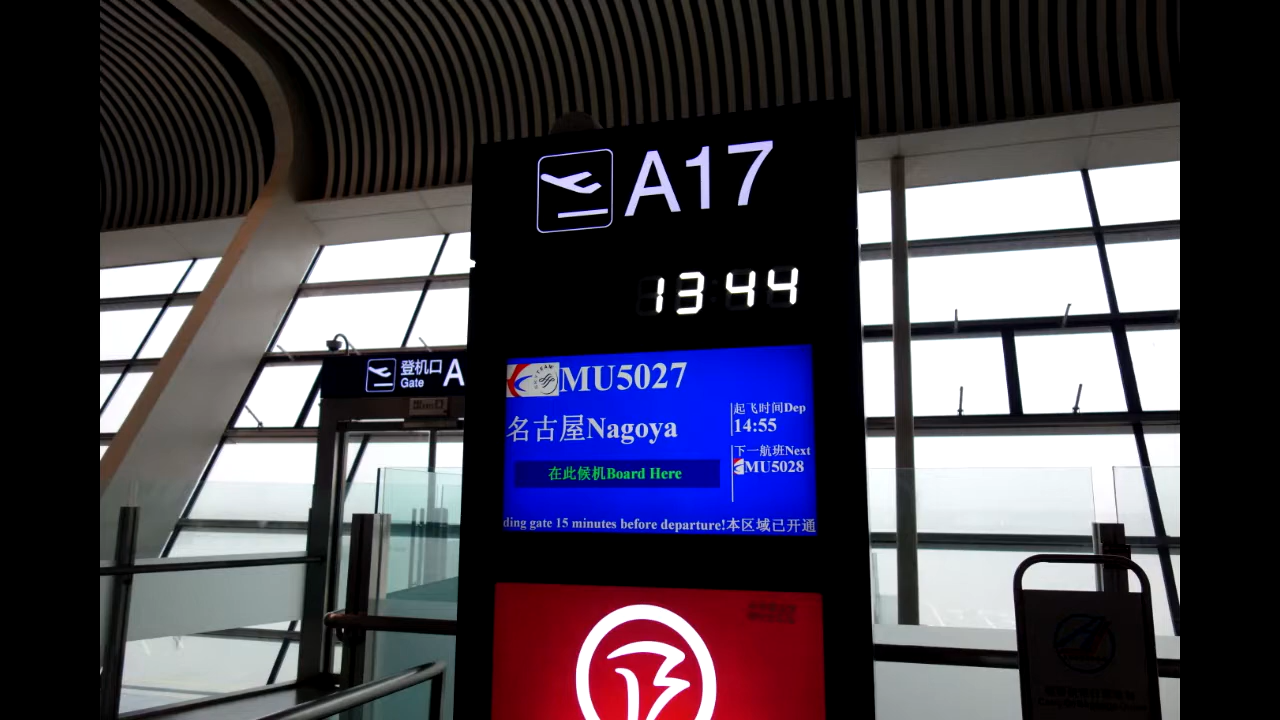 A17
13 44
MU5027
名古屋Nagoya
起飞时间Dep
14:55
在此候机Board Here
下一航班Next
MU5028
ding gate 15 minutes before departure!本区域已开通
登机口 A
Gate